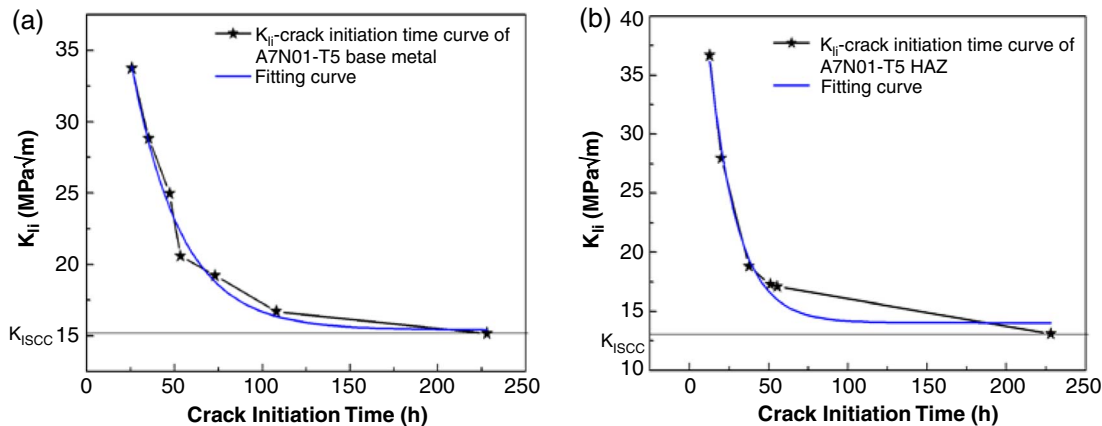 (a)
K_Ii-crack initiation time curve of
A7N01-T5 base metal
Fitting curve
35
30
25
20
K_ISCC 15
K_Ii (MPa√m)
0 50 100 150 200 250
Crack Initiation Time (h)
(b)
K_Ii-crack initiation time curve of
A7N01-T5 HAZ
Fitting curve
40
35
30
25
20
15
K_ISCC
10
K_Ii (MPa√m)
0 50 100 150 200 250
Crack Initiation Time (h)